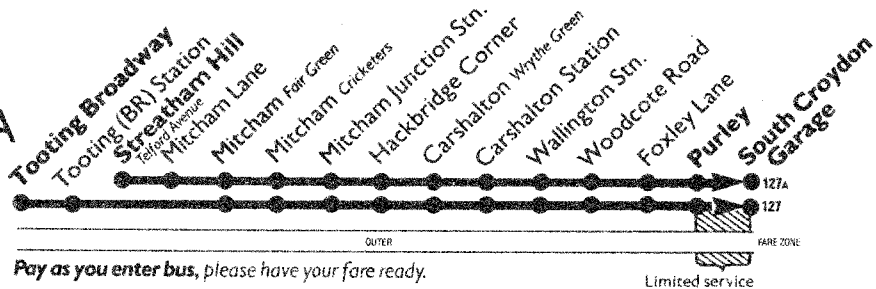 Tooting Broadway
Tooting (BR) Station
Streatham Hill
Telford Avenue
Mitcham Lane
Mitcham Fair Green
Mitcham Cricketers
Mitcham Junction Stn.
Hackbridge Corner
Carshalton Wrythe Green
Carshalton Station
Wallington Stn.
Woodcote Road
Foxley Lane
Purley
South Croydon
Garage
127A
127
OUTER
FARE ZONE
Pay as you enter bus, please have your fare ready.
Limited service